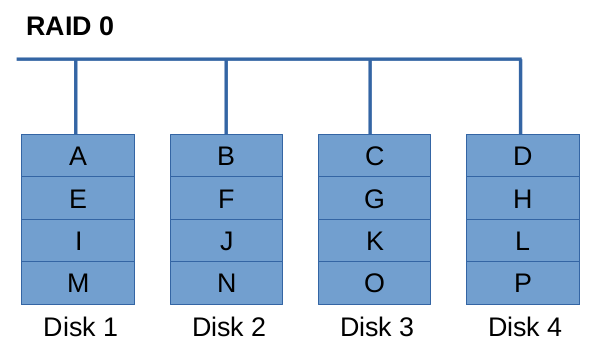 RAID 0
A B C D
E F G H
I J K L
M N O P
Disk 1 Disk 2 Disk 3 Disk 4